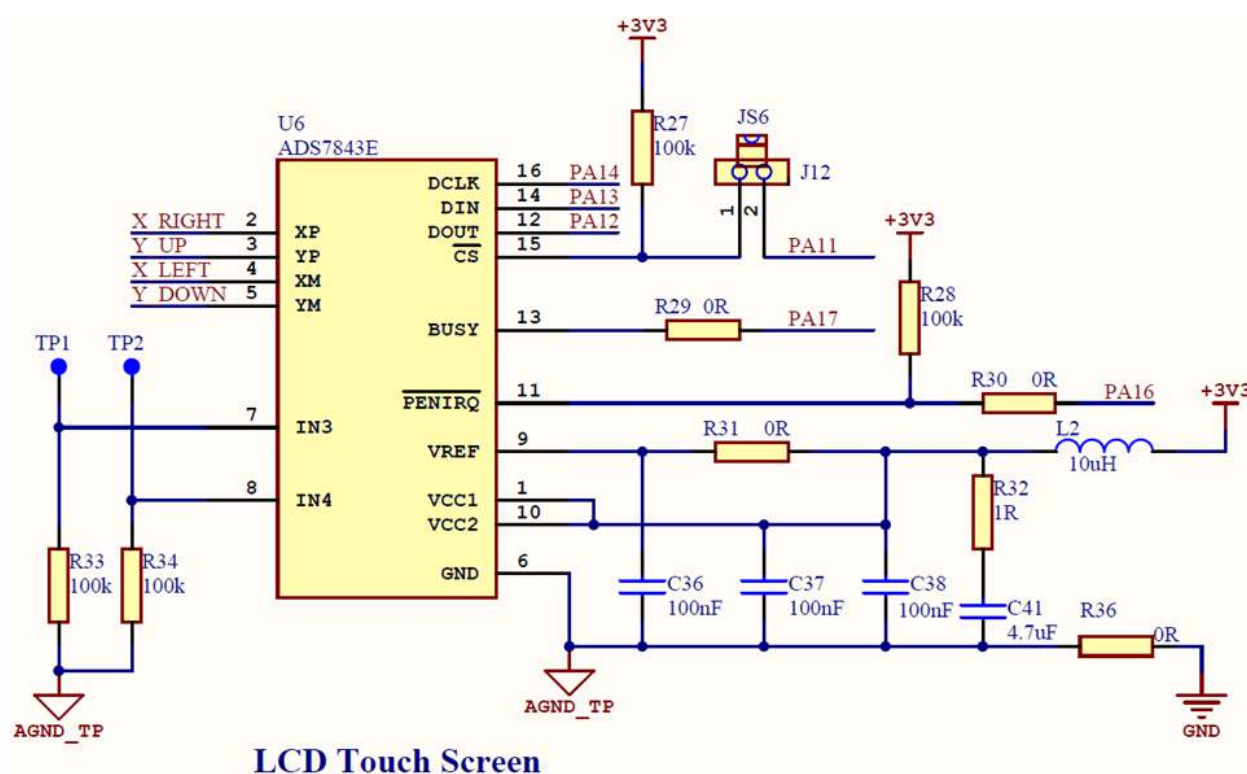 +3V3
U6
ADS7843E
R27
100k
JS6
J12
1
2
DCLK
16
PA14
DIN
14
PA13
DOUT
12
PA12
CS
15
PA11
X_RIGHT
2
XP
Y_UP
3
YP
X_LEFT
4
XM
Y_DOWN
5
YM
+3V3
R28
100k
BUSY
13
R29 0R
PA17
TP1
TP2
PENIRQ
11
R30 0R
PA16
+3V3
7
IN3
VREF
9
R31 0R
L2
10uH
8
IN4
VCC1
1
VCC2
10
R32
1R
GND
6
R33
100k
R34
100k
C36
100nF
C37
100nF
C38
100nF
C41
4.7uF
R36
0R
AGND_TP
AGND_TP
GND
LCD Touch Screen